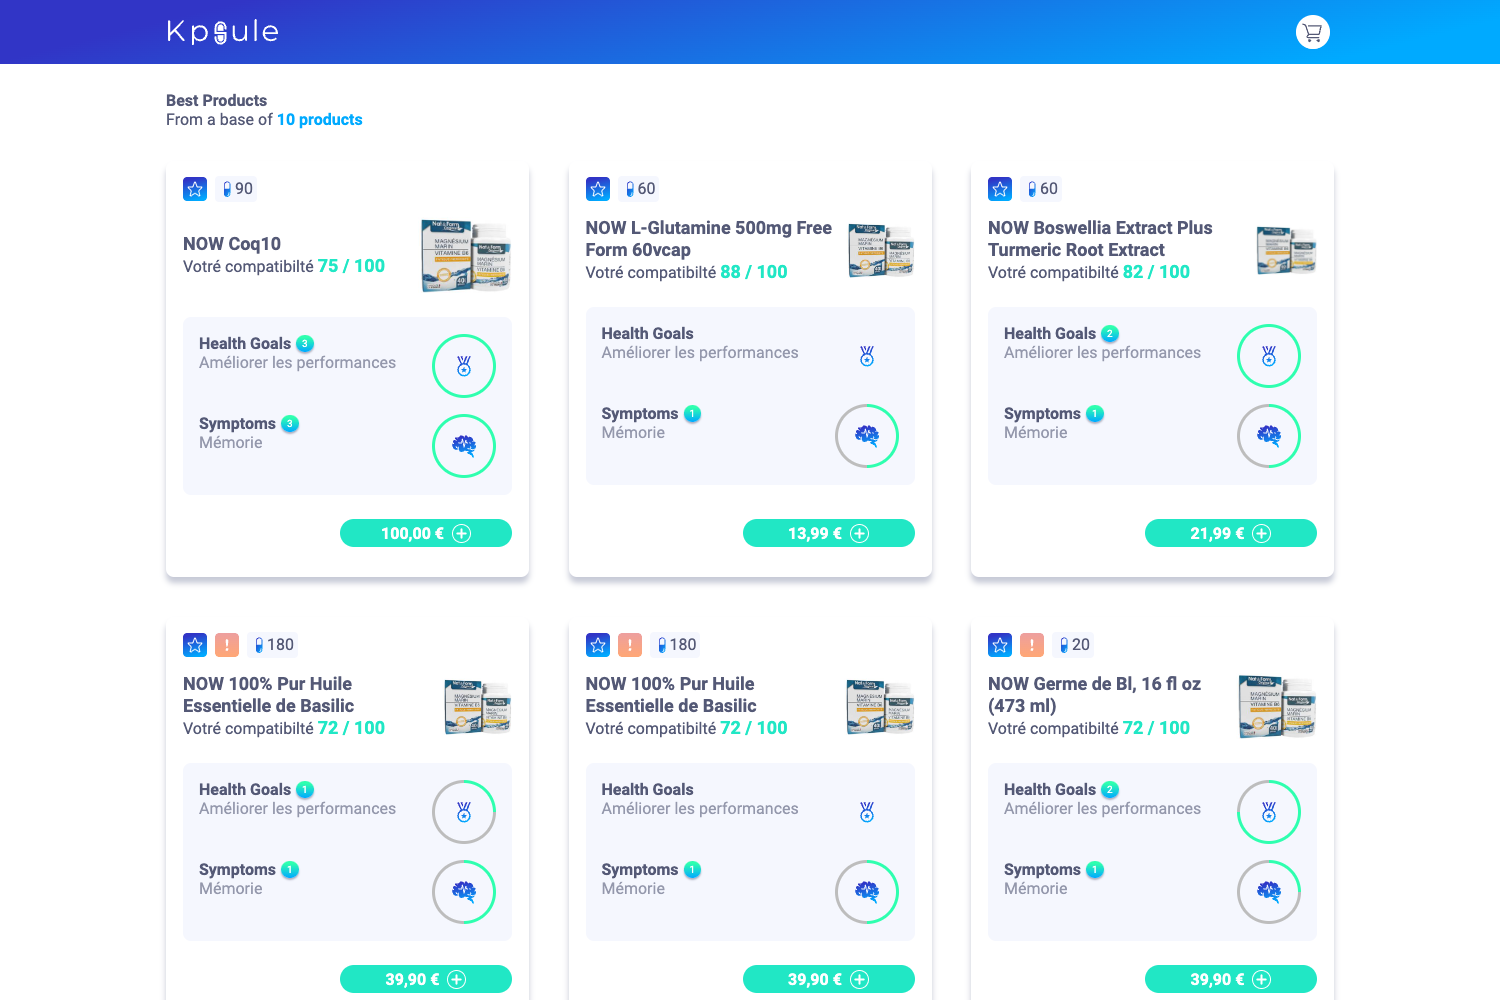 Kpsule
Best Products
From a base of 10 products
90
NOW Coq10
Votré compatibilté 75 / 100
Health Goals 3
Améliorer les performances
Symptoms 3
Mémorie
100,00 €
60
NOW L-Glutamine 500mg Free
Form 60vcap
Votré compatibilté 88 / 100
Health Goals
Améliorer les performances
Symptoms 1
Mémorie
13,99 €
60
NOW Boswellia Extract Plus
Turmeric Root Extract
Votré compatibilté 82 / 100
Health Goals 2
Améliorer les performances
Symptoms 1
Mémorie
21,99 €
! 180
NOW 100% Pur Huile
Essentielle de Basilic
Votré compatibilté 72 / 100
Health Goals 1
Améliorer les performances
Symptoms 1
Mémorie
39,90 €
! 180
NOW 100% Pur Huile
Essentielle de Basilic
Votré compatibilté 72 / 100
Health Goals
Améliorer les performances
Symptoms 1
Mémorie
39,90 €
! 20
NOW Germe de Bl, 16 fl oz
(473 ml)
Votré compatibilté 72 / 100
Health Goals 2
Améliorer les performances
Symptoms 1
Mémorie
39,90 €